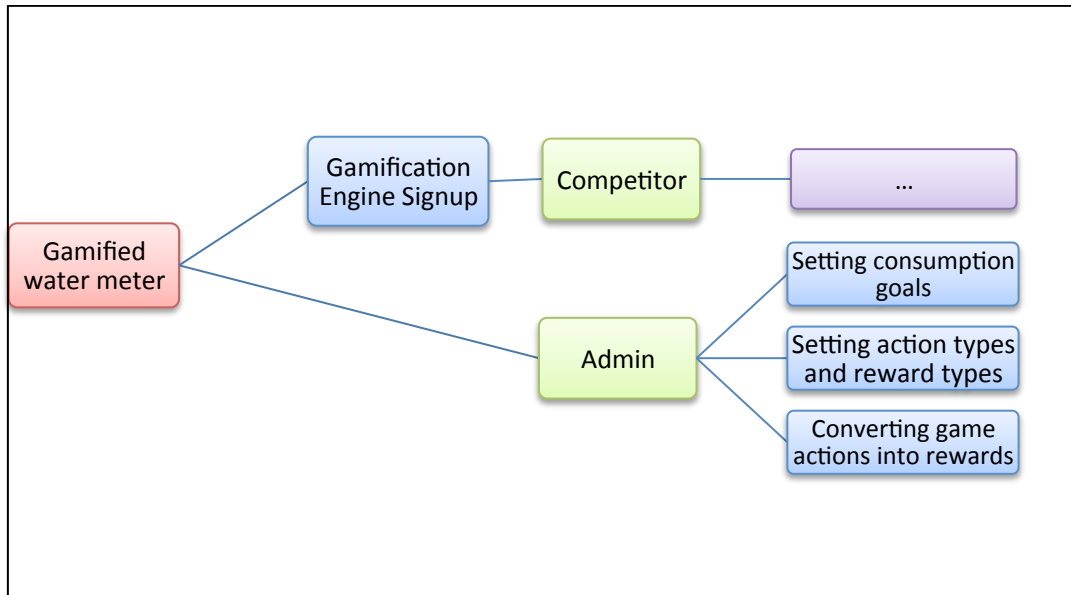 Gamified
water meter
Gamification
Engine Signup
Competitor
...
Admin
Setting consumption
goals
Setting action types
and reward types
Converting game
actions into rewards